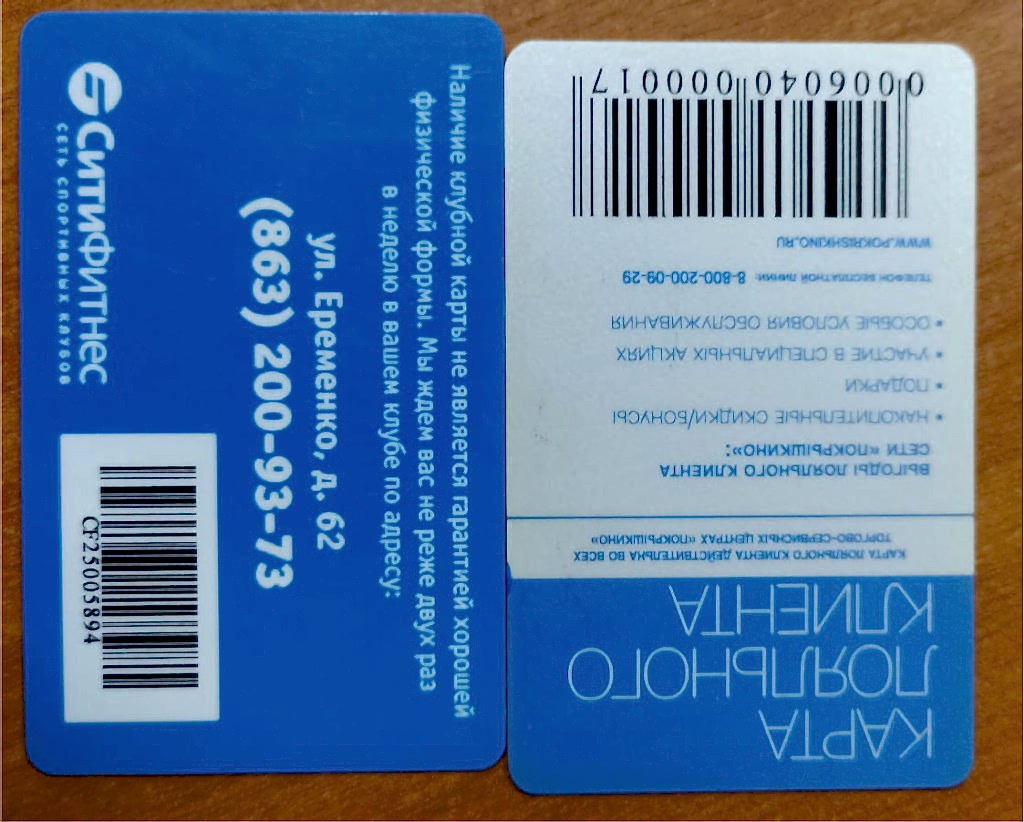 Наличие клубной карты не является гарантией хорошей
физической формы. Мы ждем вас не реже двух раз
в неделю в вашем клубе по адресу:
ул. Еременко, д. 62
(863) 200-93-73
СитиФитнес
СЕТЬ СПОРТИВНЫХ КЛУБОВ
CF25005894
КАРТА
ЛОЯЛЬНОГО
КЛИЕНТА
КАРТА ЛОЯЛЬНОГО КЛИЕНТА ДЕЙСТВИТЕЛЬНА ВО ВСЕХ
ТОРГОВО-СЕРВИСНЫХ ЦЕНТРАХ «ПОКРЫШКИНО»
ВЫГОДЫ ЛОЯЛЬНОГО КЛИЕНТА
СЕТИ «ПОКРЫШКИНО»:
• НАКОПИТЕЛЬНЫЕ СКИДКИ/БОНУСЫ
• ПОДАРКИ
• УЧАСТИЕ В СПЕЦИАЛЬНЫХ АКЦИЯХ
• ОСОБЫЕ УСЛОВИЯ ОБСЛУЖИВАНИЯ
ТЕЛЕФОН БЕСПЛАТНОЙ ЛИНИИ: 8-800-200-09-29
WWW.POKRISHKINO.RU
0006040000017